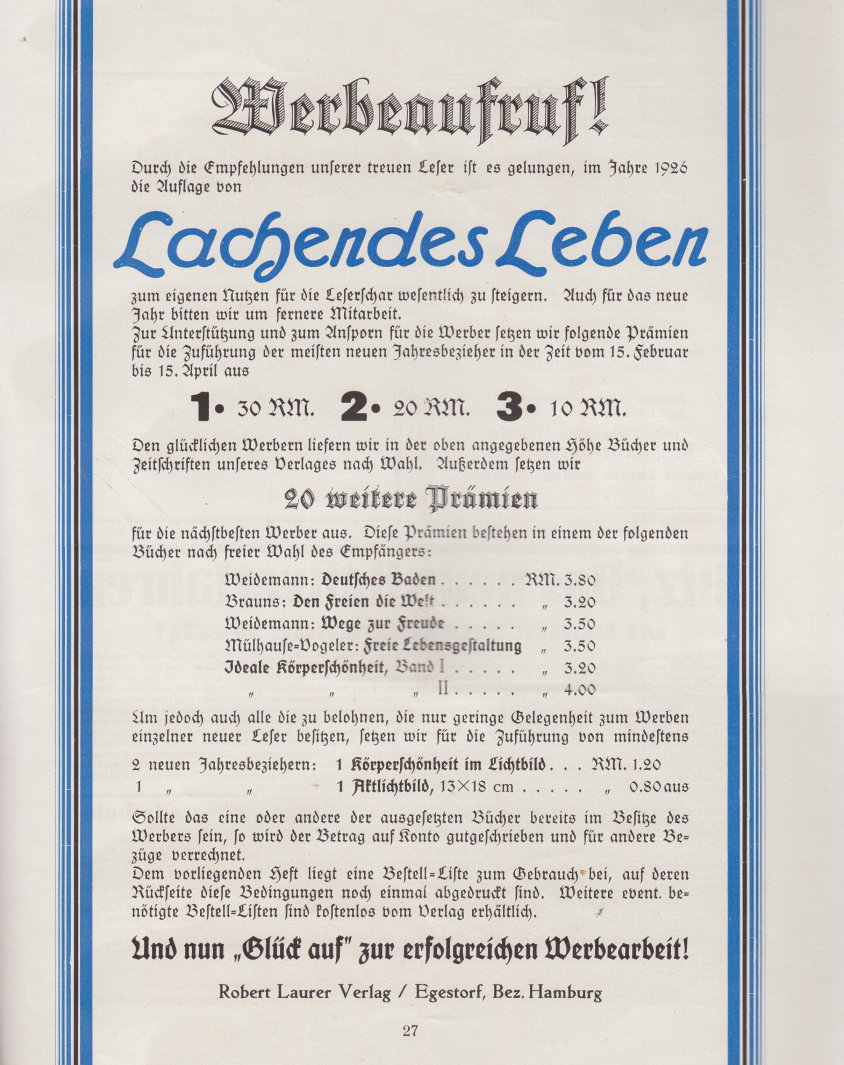 Werbeaufruf!
Durch die Empfehlungen unserer treuen Leser ist es gelungen, im Jahre 1926
die Auflage von
Lachendes Leben
zum eigenen Nutzen für die Leserschar wesentlich zu steigern. Auch für das neue
Jahr bitten wir um fernere Mitarbeit.
Zur Unterstützung und zum Ansporn für die Werber setzen wir folgende Prämien
für die Zuführung der meisten neuen Jahresbezieher in der Zeit vom 15. Februar
bis 15. April aus
1. 30 RM. 2. 20 RM. 3. 10 RM.
Den glücklichen Werbern liefern wir in der oben angegebenen Höhe Bücher und
Zeitschriften unseres Verlages nach Wahl. Außerdem setzen wir
20 weitere Prämien
für die nächstbesten Werber aus. Diese Prämien bestehen in einem der folgenden
Bücher nach freier Wahl des Empfängers:
Weidemann: Deutsches Baden . . . . . . RM. 3.80
Brauns: Den Freien die Welt . . . . . . „ 3.20
Weidemann: Wege zur Freude . . . . . „ 3.50
Mülhause-Vogeler: Freie Lebensgestaltung „ 3.50
Ideale Körperschönheit, Band I . . . . . „ 3.20
„ „ „ II . . . . . „ 4.00
Um jedoch auch alle die zu belohnen, die nur geringe Gelegenheit zum Werben
einzelner neuer Leser besitzen, setzen wir für die Zuführung von mindestens
2 neuen Jahresbeziehern: 1 Körperschönheit im Lichtbild . . . RM. 1.20
1 „ „ 1 Aktlichtbild, 13×18 cm . . . . . „ 0.80 aus
Sollte das eine oder andere der ausgesetzten Bücher bereits im Besitze des
Werbers sein, so wird der Betrag auf Konto gutgeschrieben und für andere Be-
züge verrechnet.
Dem vorliegenden Heft liegt eine Bestell-Liste zum Gebrauch bei, auf deren
Rückseite diese Bedingungen noch einmal abgedruckt sind. Weitere event. be-
nötigte Bestell-Listen sind kostenlos vom Verlag erhältlich.
Und nun „Glück auf" zur erfolgreichen Werbearbeit!
Robert Laurer Verlag / Egestorf, Bez. Hamburg
27